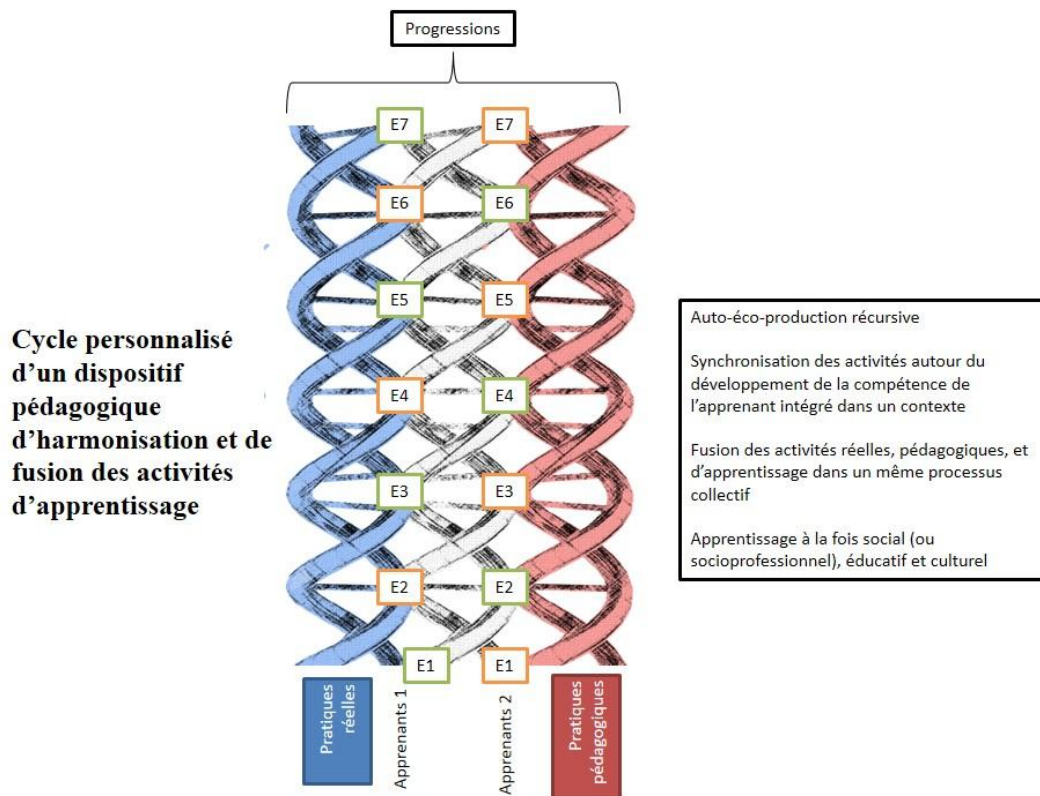 Progressions
E7 E7
E6 E6
E5 E5
Cycle personnalisé
d’un dispositif
pédagogique
d’harmonisation et de
fusion des activités
d’apprentissage
E4 E4
E3 E3
E2 E2
E1 E1
Auto-éco-production récursive
Synchronisation des activités autour du
développement de la compétence de
l’apprenant intégré dans un contexte
Fusion des activités réelles, pédagogiques, et
d’apprentissage dans un même processus
collectif
Apprentissage à la fois social (ou
socioprofessionnel), éducatif et culturel
Pratiques
réelles
Apprenants 1
Apprenants 2
Pratiques
pédagogiques